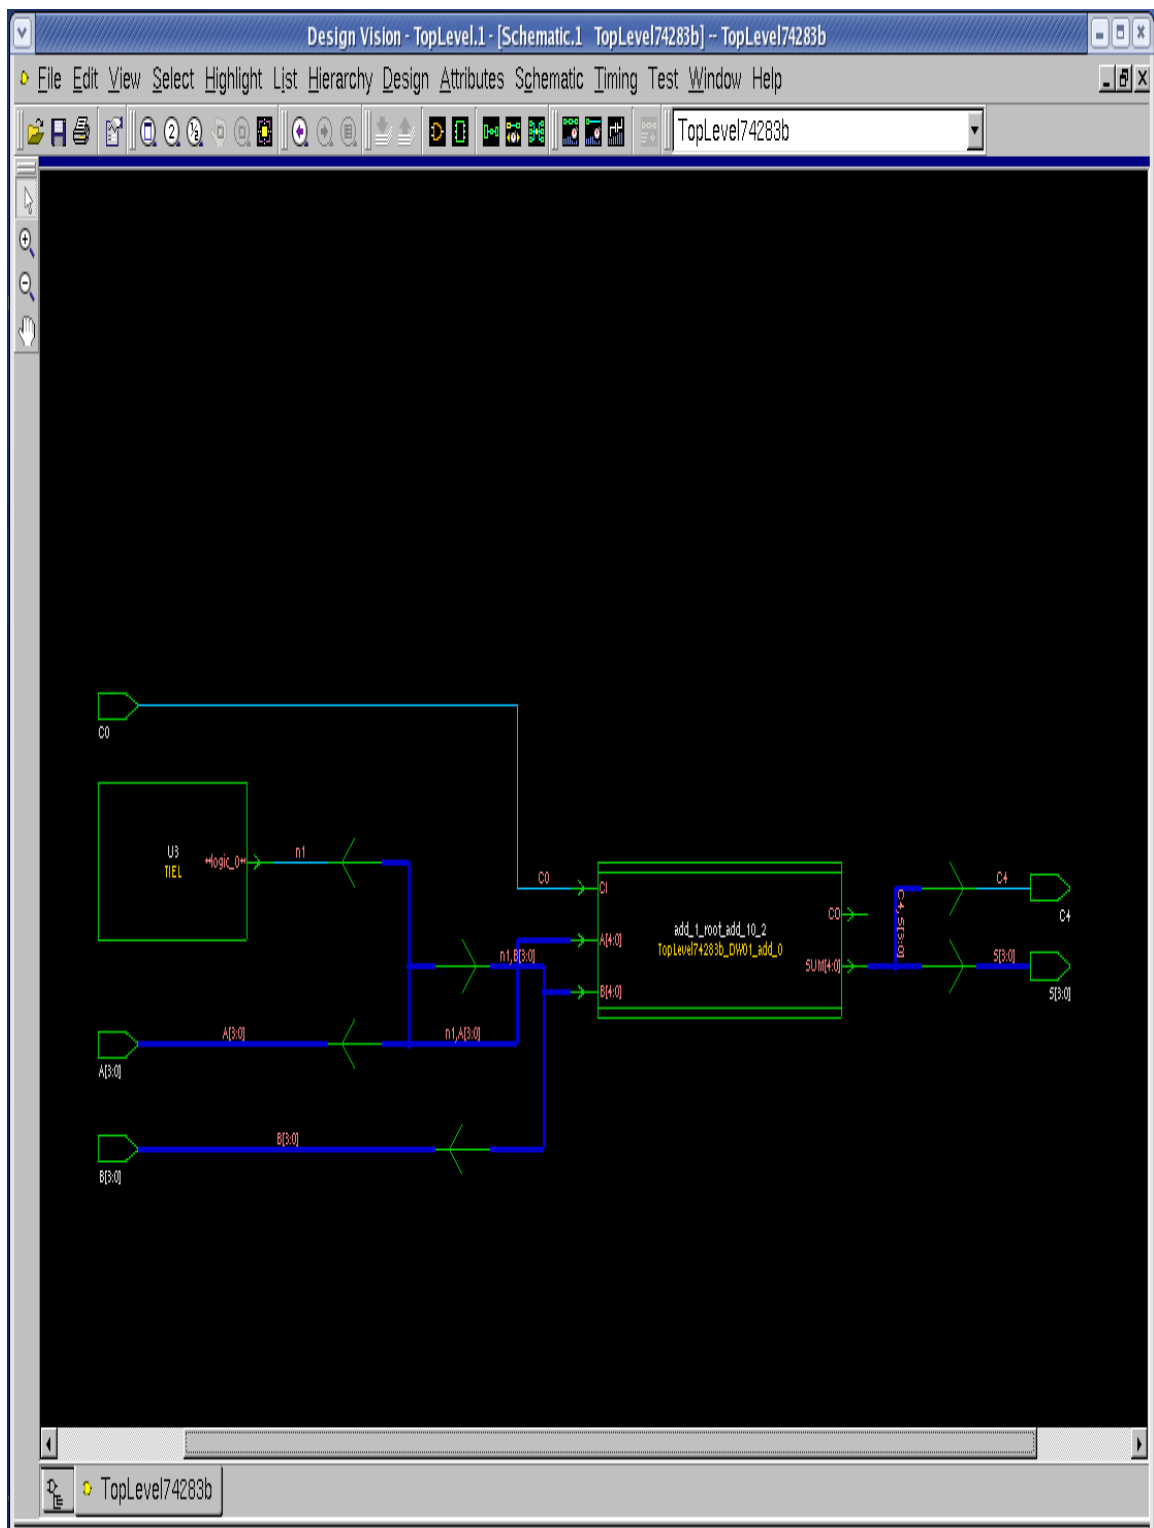 Design Vision - TopLevel.1 - [Schematic.1 TopLevel74283b] -- TopLevel74283b
File Edit View Select Highlight List Hierarchy Design Attributes Schematic Timing Test Window Help
TopLevel74283b
C0
U3
TIEL
**logic_0**
n1
C0
CI
A[4:0]
B[4:0]
add_1_root_add_10_2
TopLevel74283b_DW01_add_0
CO
SUM[4:0]
C4,S[3:0]
C4
C4
S[3:0]
S[3:0]
n1,B[3:0]
A[3:0]
n1,A[3:0]
A[3:0]
B[3:0]
B[3:0]
TopLevel74283b